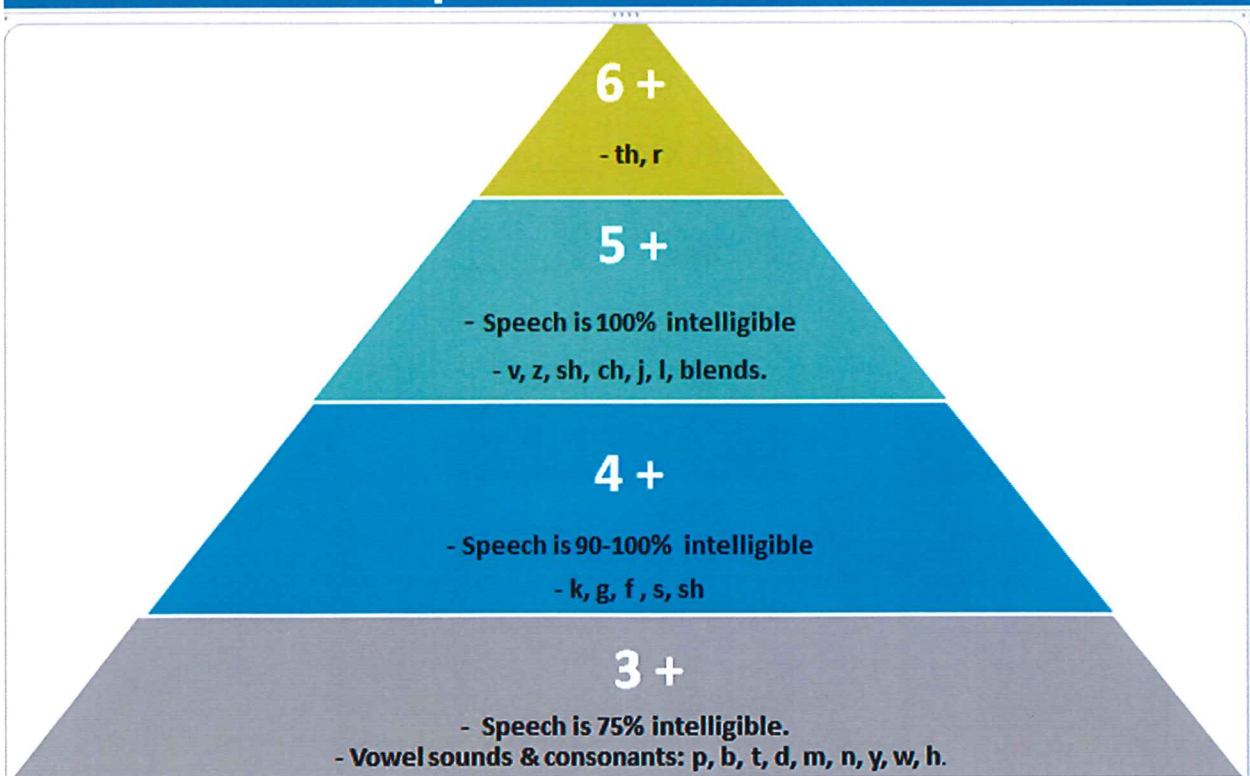 6 +
- th, r
5 +
- Speech is 100% intelligible
- v, z, sh, ch, j, l, blends.
4 +
- Speech is 90-100% intelligible
- k, g, f , s, sh
3 +
- Speech is 75% intelligible.
- Vowel sounds & consonants: p, b, t, d, m, n, y, w, h.